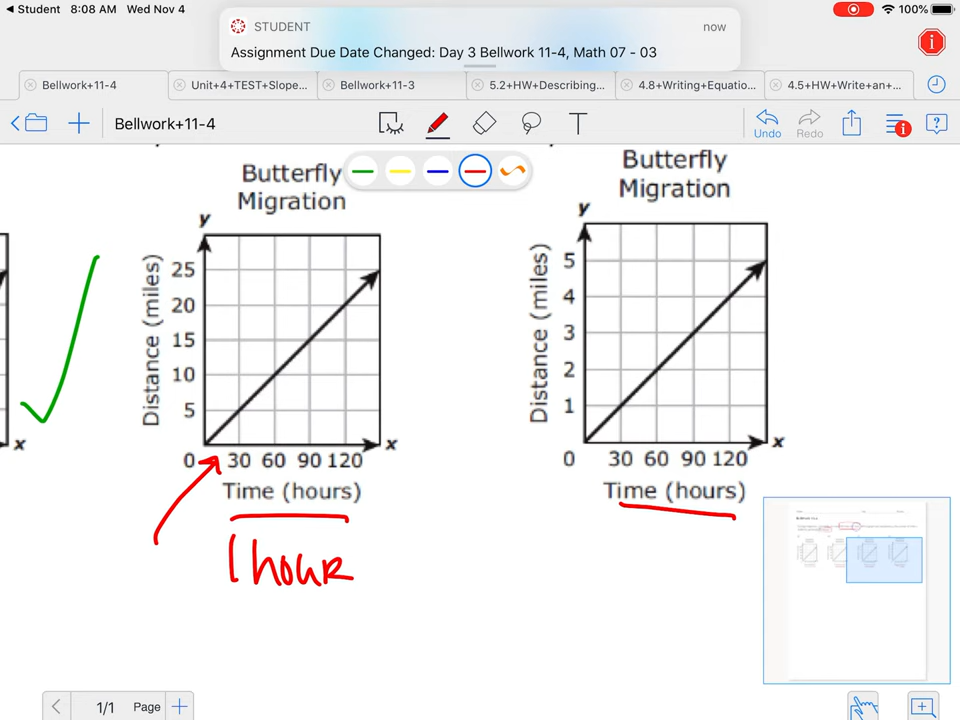 Student 8:08 AM Wed Nov 4
100%
STUDENT
now
Assignment Due Date Changed: Day 3 Bellwork 11-4, Math 07 - 03
Bellwork+11-4
Unit+4+TEST+Slope...
Bellwork+11-3
5.2+HW+Describing...
4.8+Writing+Equatio...
4.5+HW+Write+an+...
Bellwork+11-4
T
Undo
Redo
Butterfly
Migration
y
Distance (miles)
25
20
15
10
5
0 30 60 90 120
x
Time (hours)
1 hour
Butterfly
Migration
y
Distance (miles)
5
4
3
2
1
0 30 60 90 120
x
Time (hours)
x
1/1 Page